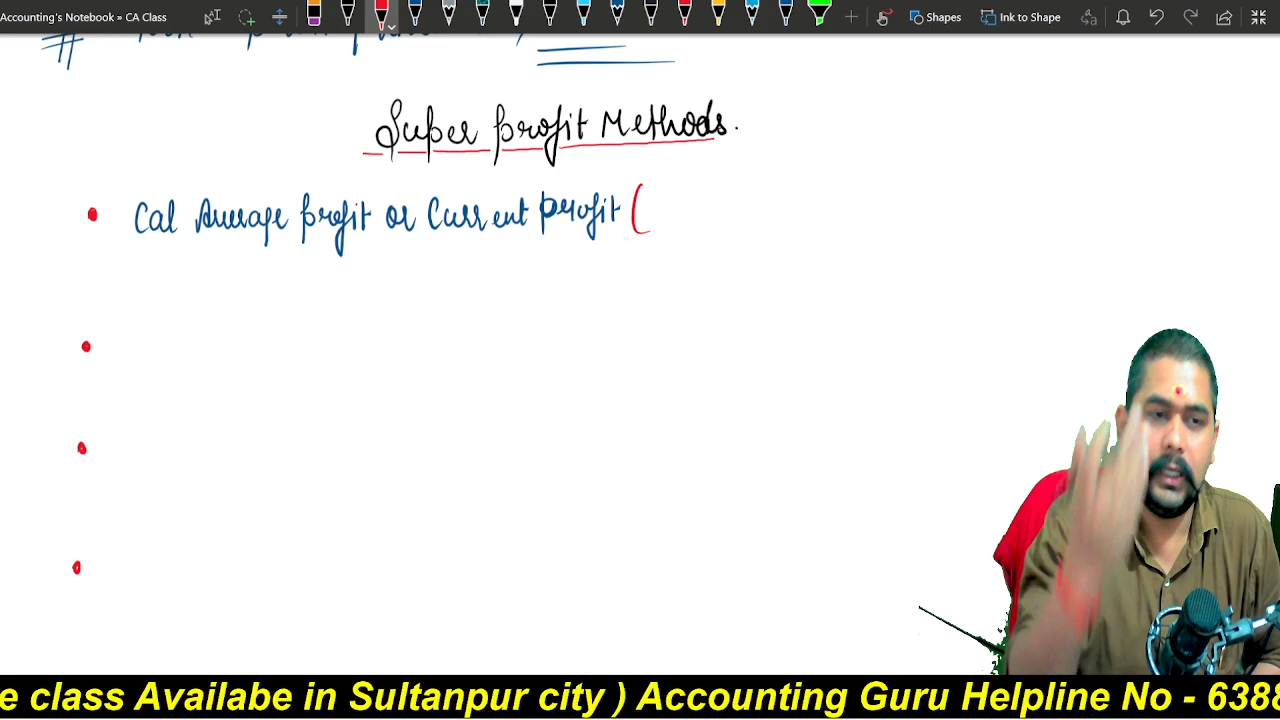 Accounting's Notebook » CA Class
Shapes
Ink to Shape
#
Super profit Methods.
• Cal Average profit or Current profit (
e class Availabe in Sultanpur city ) Accounting Guru Helpline No - 6388